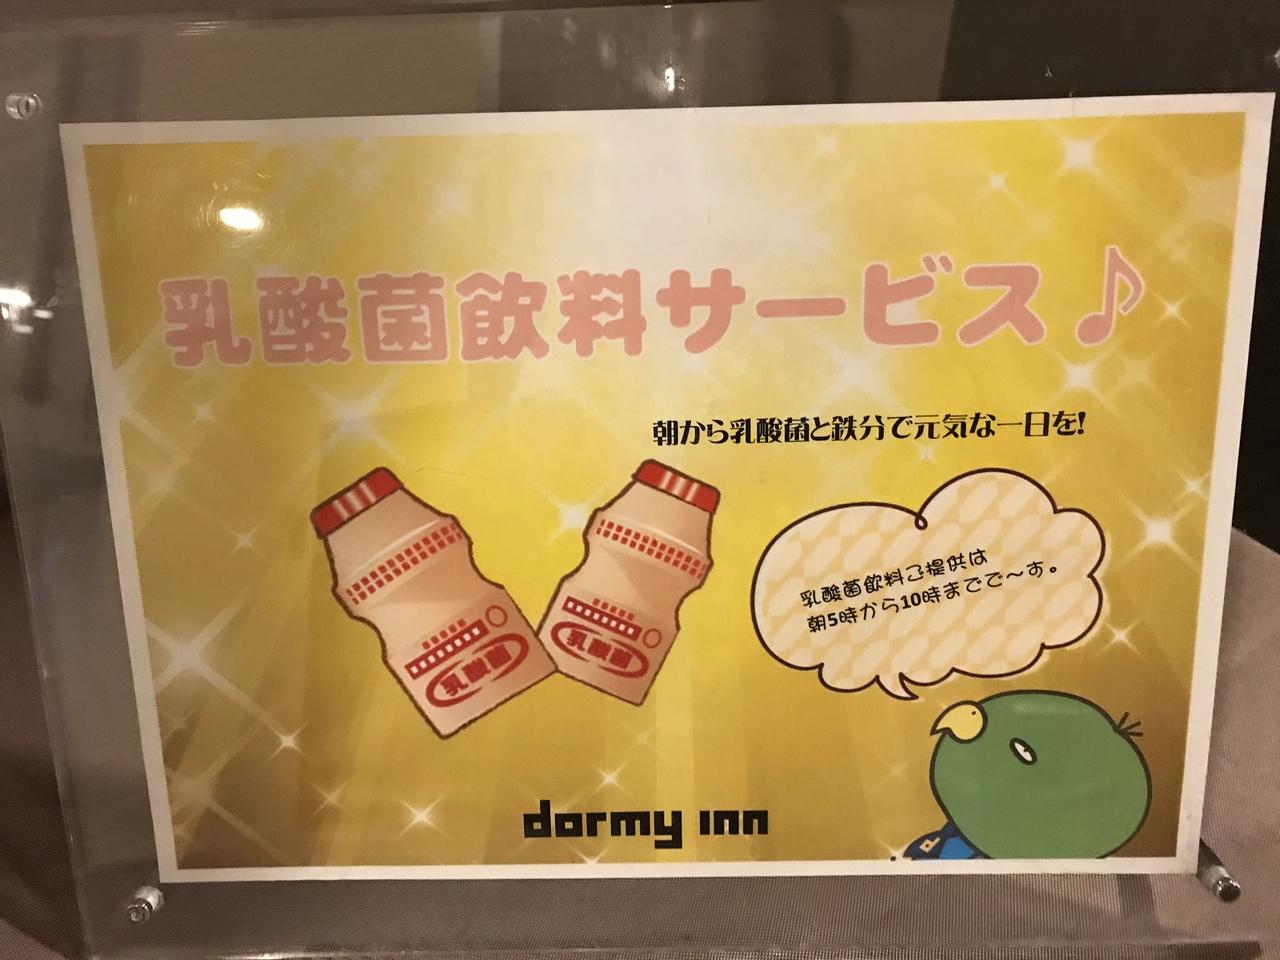 乳酸菌飲料サービス♪
朝から乳酸菌と鉄分で元気な一日を!
乳酸菌飲料ご提供は
朝5時から10時までで～す。
乳酸菌
乳酸菌
dormy inn